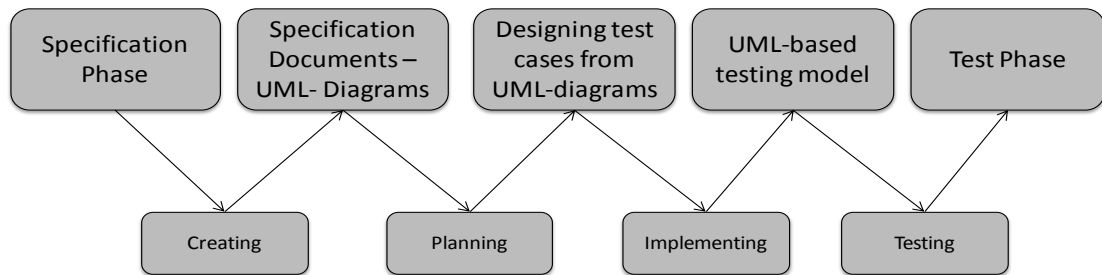 Specification
Phase
Specification
Documents –
UML- Diagrams
Designing test
cases from
UML-diagrams
UML-based
testing model
Test Phase
Creating
Planning
Implementing
Testing